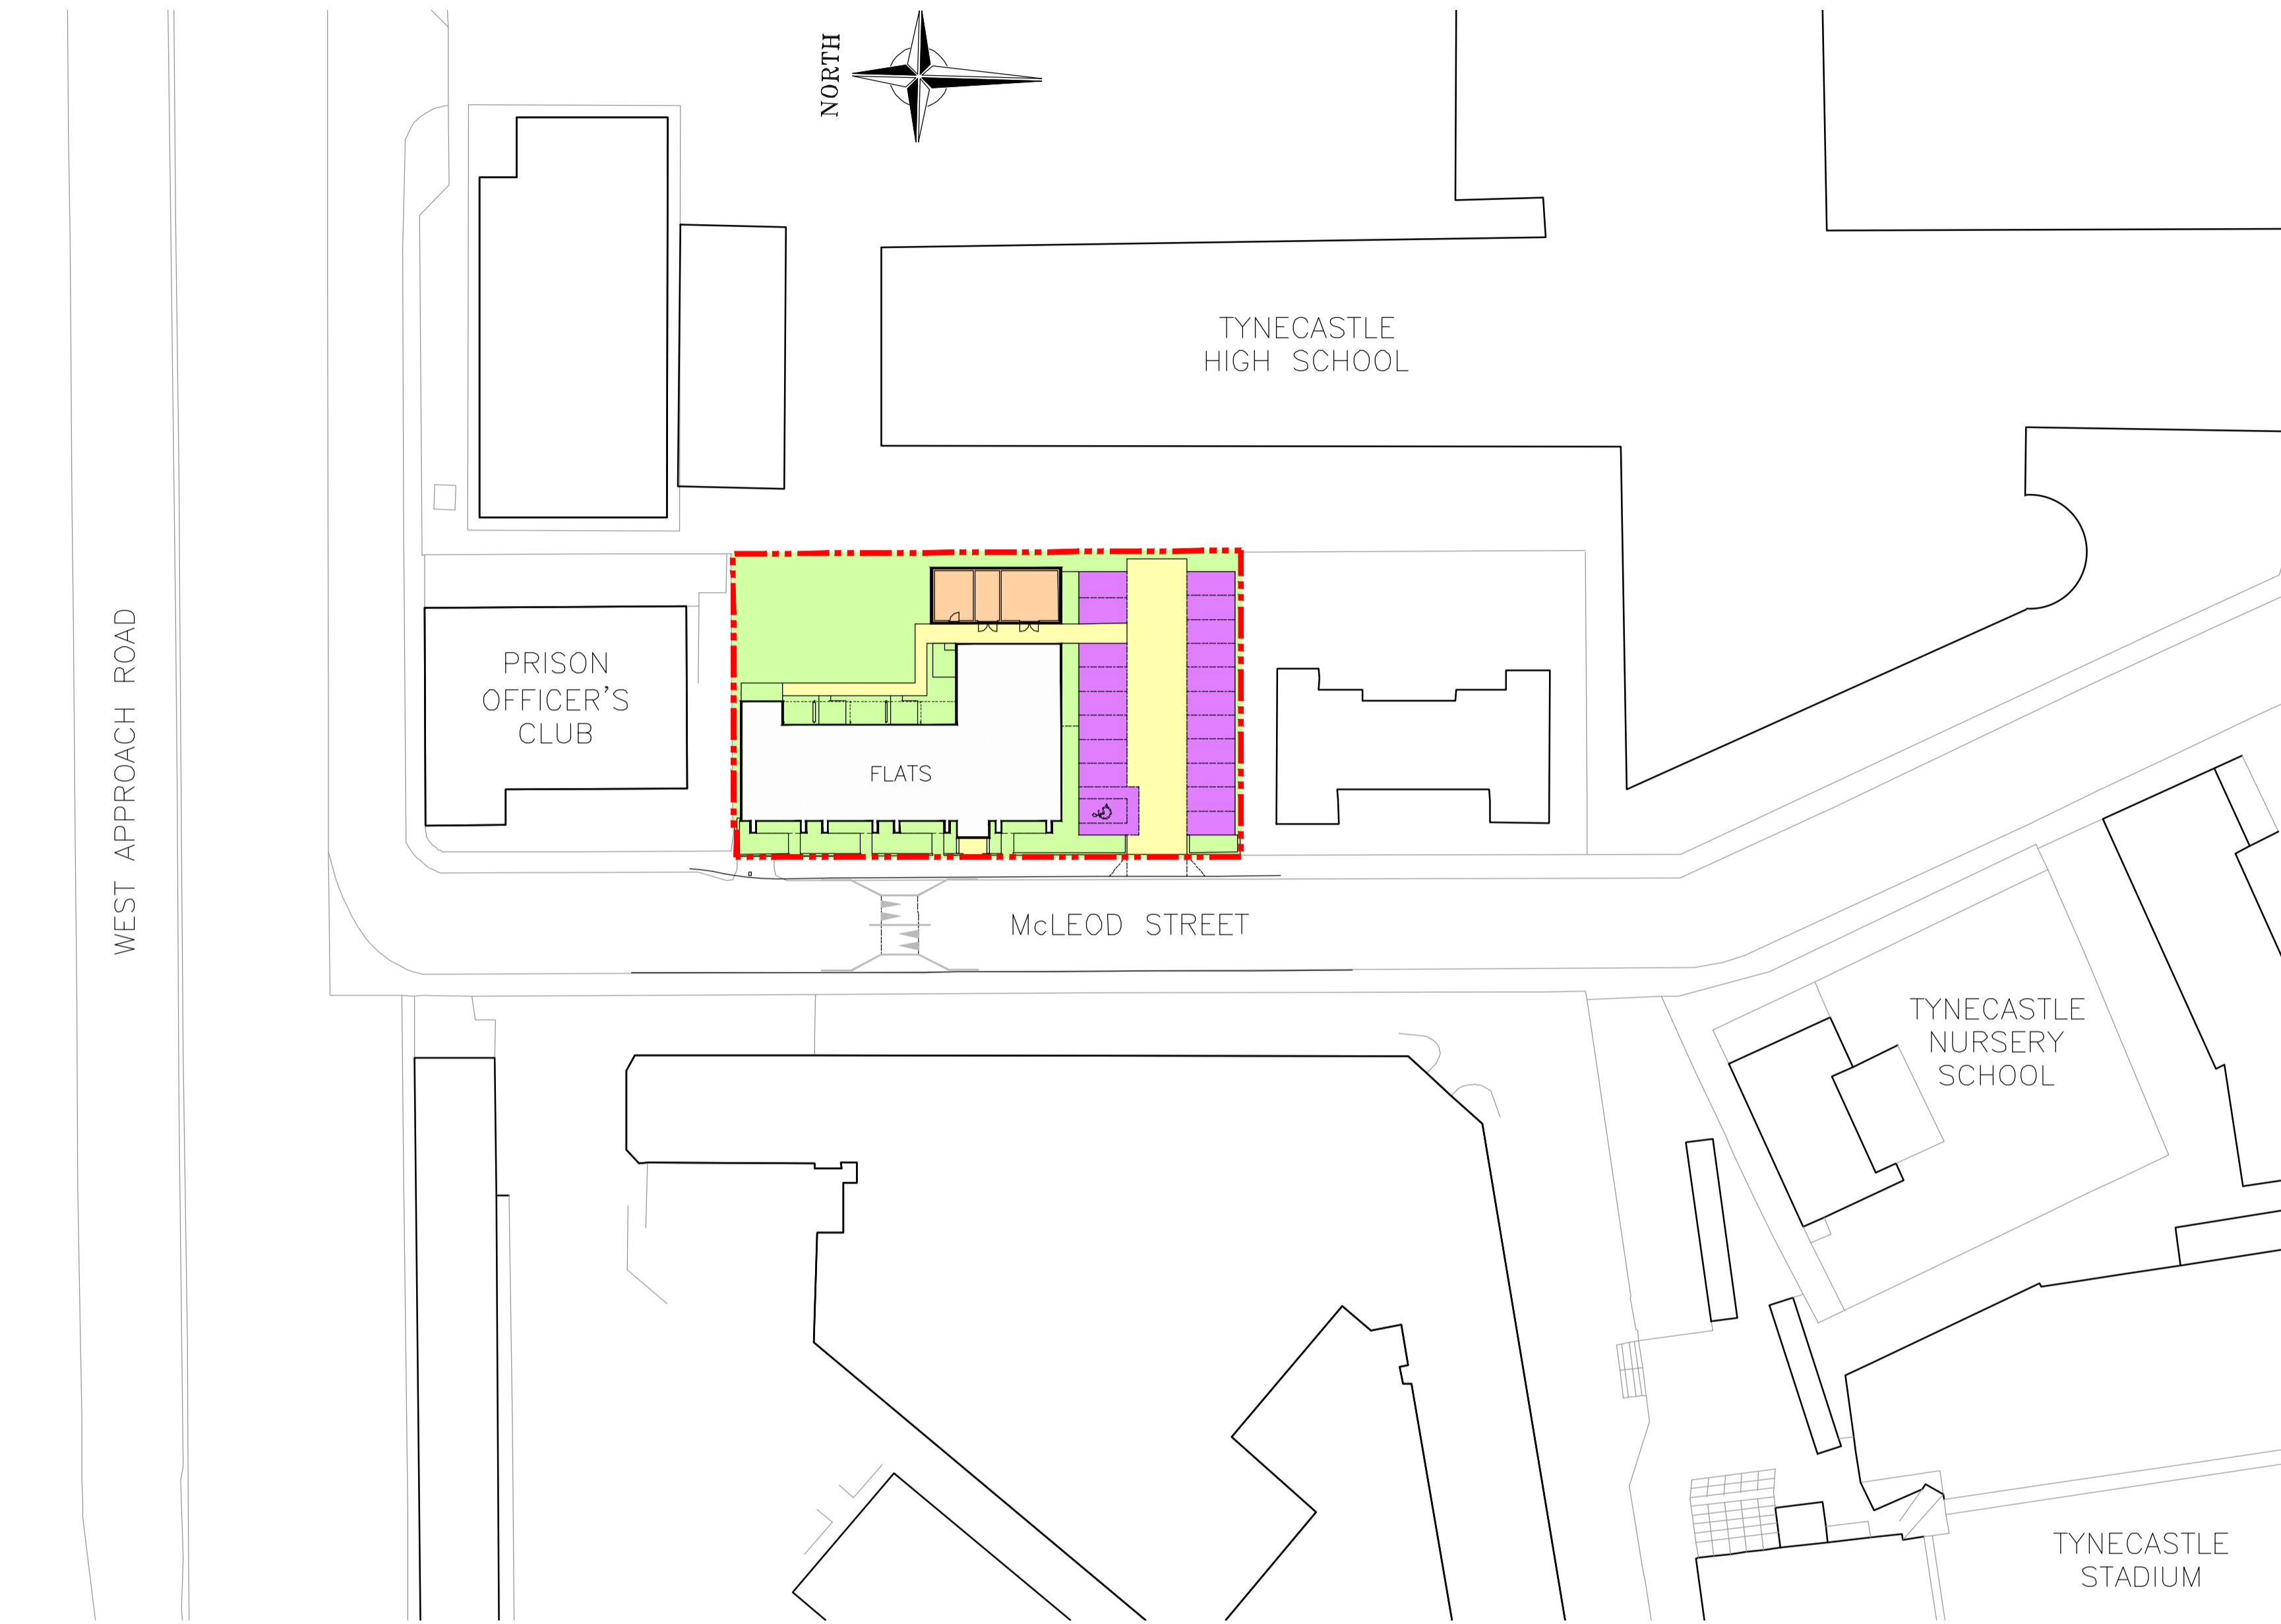 NORTH
TYNECASTLE
HIGH SCHOOL
WEST APPROACH ROAD
PRISON
OFFICER'S
CLUB
FLATS
McLEOD STREET
TYNECASTLE
NURSERY
SCHOOL
TYNECASTLE
STADIUM